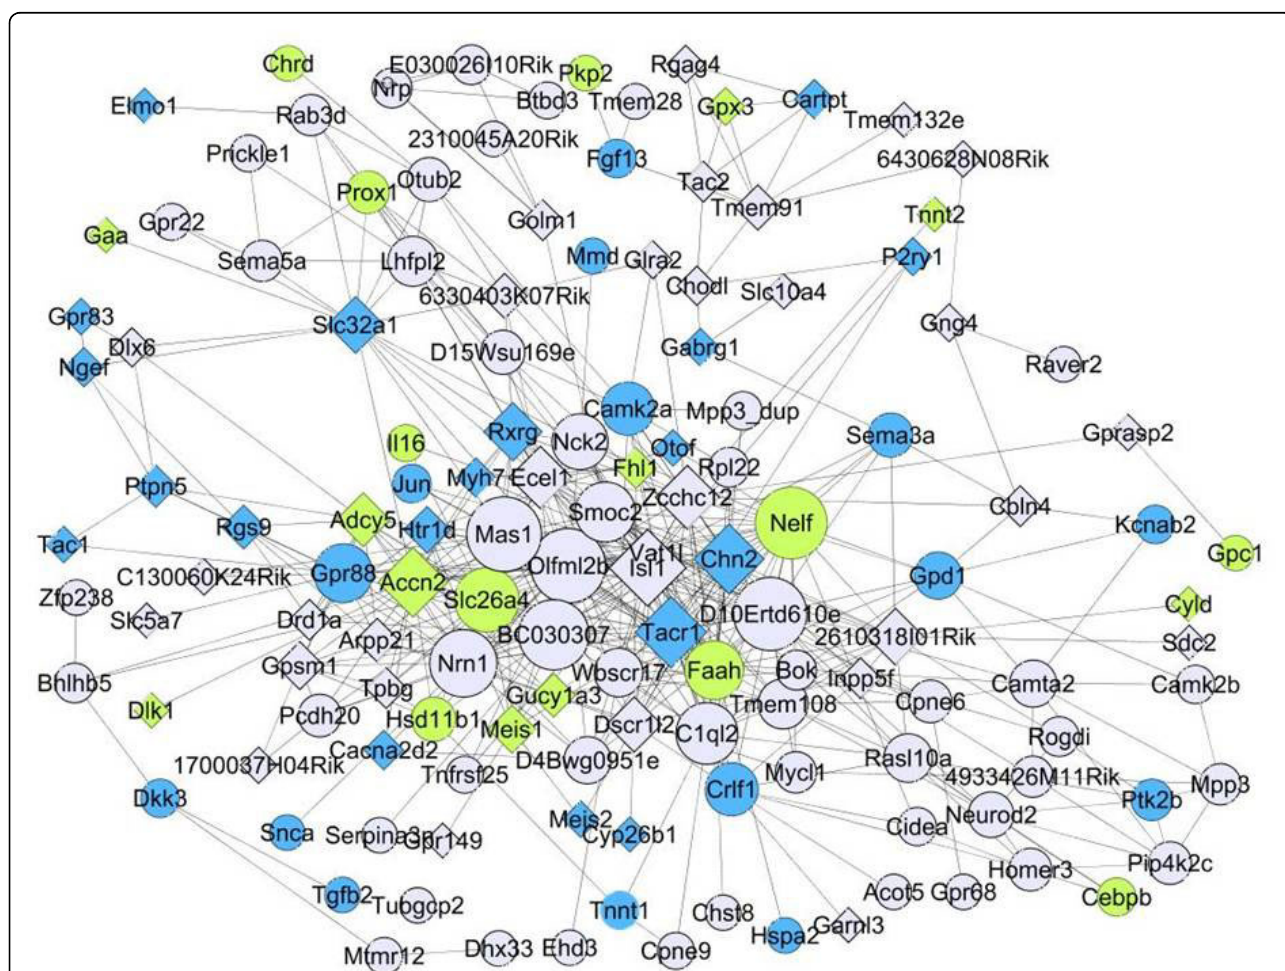 Chrd
E030026I10Rik
Pkp2
Rgag4
Nrp
Elmo1
Rab3d
Btbd3
Tmem28
Gpx3
Cartpt
Tmem132e
Prickle1
2310045A20Rik
Fgf13
6430628N08Rik
Prox1
Otub2
Tac2
Tmem91
Gaa
Gpr22
Golm1
Tnnt2
Sema5a
Lhfpl2
Mmd
Glra2
P2ry1
6330403K07Rik
Chodl
Slc10a4
Gpr83
Slc32a1
Gng4
Dlx6
D15Wsu169e
Gabrg1
Raver2
Ngef
Camk2a
Mpp3_dup
Il16
Rxrg
Nck2
Otof
Sema3a
Gprasp2
Ptpn5
Jun
Myh7
Ecel1
Fhl1
Rpl22
Zcchc12
Cbln4
Rgs9
Adcy5
Htr1d
Mas1
Smoc2
Nelf
Kcnab2
Tac1
Vat1l
Gpc1
C130060K24Rik
Gpr88
Accn2
Olfml2b
Isl1
Chn2
Gpd1
Zfp238
Slc5a7
Drd1a
Slc26a4
D10Ertd610e
Cyld
Arpp21
BC030307
Tacr1
2610318I01Rik
Sdc2
Bhlhb5
Gpsm1
Nrn1
Wbscr17
Faah
Bok
Inpp5f
Camta2
Camk2b
Dlk1
Tpbg
Gucy1a3
Tmem108
Cpne6
Pcdh20
Hsd11b1
Meis1
Dscr1l2
C1ql2
Rogdi
1700037H04Rik
Cacna2d2
D4Bwg0951e
Rasl10a
Tnfrsf25
Mycl1
4933426M11Rik
Mpp3
Dkk3
Crlf1
Ptk2b
Snca
Serpina3n
Gpr149
Meis2
Cyp26b1
Cidea
Neurod2
Homer3
Pip4k2c
Tgfb2
Tubgcp2
Tnnt1
Chst8
Acot5
Gpr68
Cebpb
Mtmr12
Dhx33
Ehd3
Cpne9
Hspa2
Garnl3